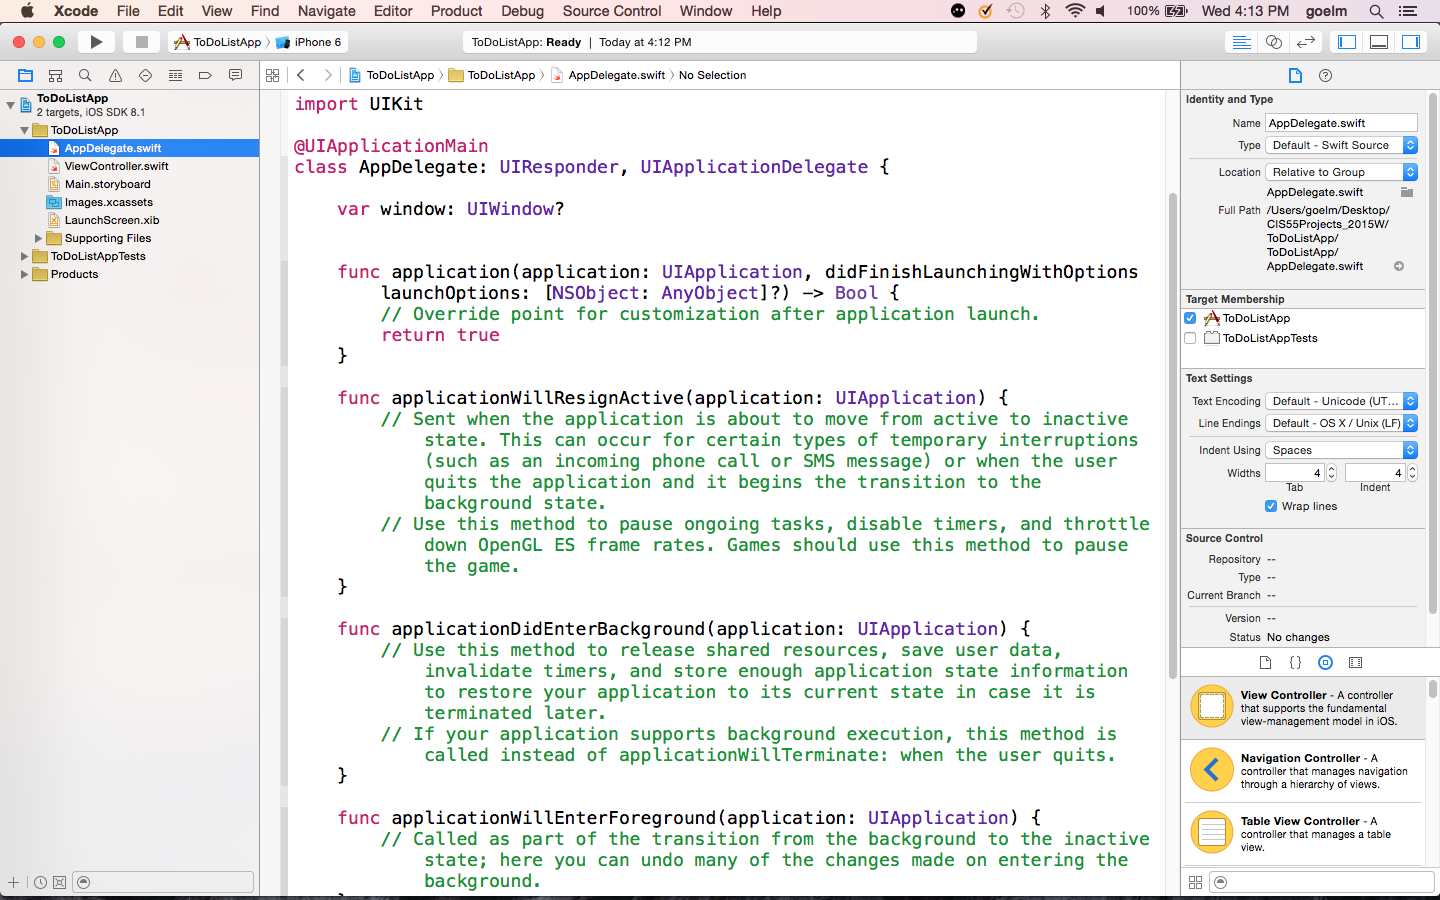 Xcode File Edit View Find Navigate Editor Product Debug Source Control Window Help 100% Wed 4:13 PM goelm
ToDoListApp iPhone 6 ToDoListApp: Ready | Today at 4:12 PM
ToDoListApp ToDoListApp AppDelegate.swift No Selection
ToDoListApp
2 targets, iOS SDK 8.1
ToDoListApp
AppDelegate.swift
ViewController.swift
Main.storyboard
Images.xcassets
LaunchScreen.xib
Supporting Files
ToDoListAppTests
Products
import UIKit
@UIApplicationMain
class AppDelegate: UIResponder, UIApplicationDelegate {
var window: UIWindow?
func application(application: UIApplication, didFinishLaunchingWithOptions
launchOptions: [NSObject: AnyObject]?) -> Bool {
// Override point for customization after application launch.
return true
}
func applicationWillResignActive(application: UIApplication) {
// Sent when the application is about to move from active to inactive
state. This can occur for certain types of temporary interruptions
(such as an incoming phone call or SMS message) or when the user
quits the application and it begins the transition to the
background state.
// Use this method to pause ongoing tasks, disable timers, and throttle
down OpenGL ES frame rates. Games should use this method to pause
the game.
}
func applicationDidEnterBackground(application: UIApplication) {
// Use this method to release shared resources, save user data,
invalidate timers, and store enough application state information
to restore your application to its current state in case it is
terminated later.
// If your application supports background execution, this method is
called instead of applicationWillTerminate: when the user quits.
}
func applicationWillEnterForeground(application: UIApplication) {
// Called as part of the transition from the background to the inactive
state; here you can undo many of the changes made on entering the
background.
Identity and Type
Name AppDelegate.swift
Type Default - Swift Source
Location Relative to Group
AppDelegate.swift
Full Path /Users/goelm/Desktop/
CIS55Projects_2015W/
ToDoListApp/
ToDoListApp/
AppDelegate.swift
Target Membership
ToDoListApp
ToDoListAppTests
Text Settings
Text Encoding Default - Unicode (UT...
Line Endings Default - OS X / Unix (LF)
Indent Using Spaces
Widths 4 4
Tab Indent
Wrap lines
Source Control
Repository --
Type --
Current Branch --
Version --
Status No changes
{ }
View Controller - A controller
that supports the fundamental
view-management model in iOS.
Navigation Controller - A
controller that manages navigation
through a hierarchy of views.
Table View Controller - A
controller that manages a table
view.